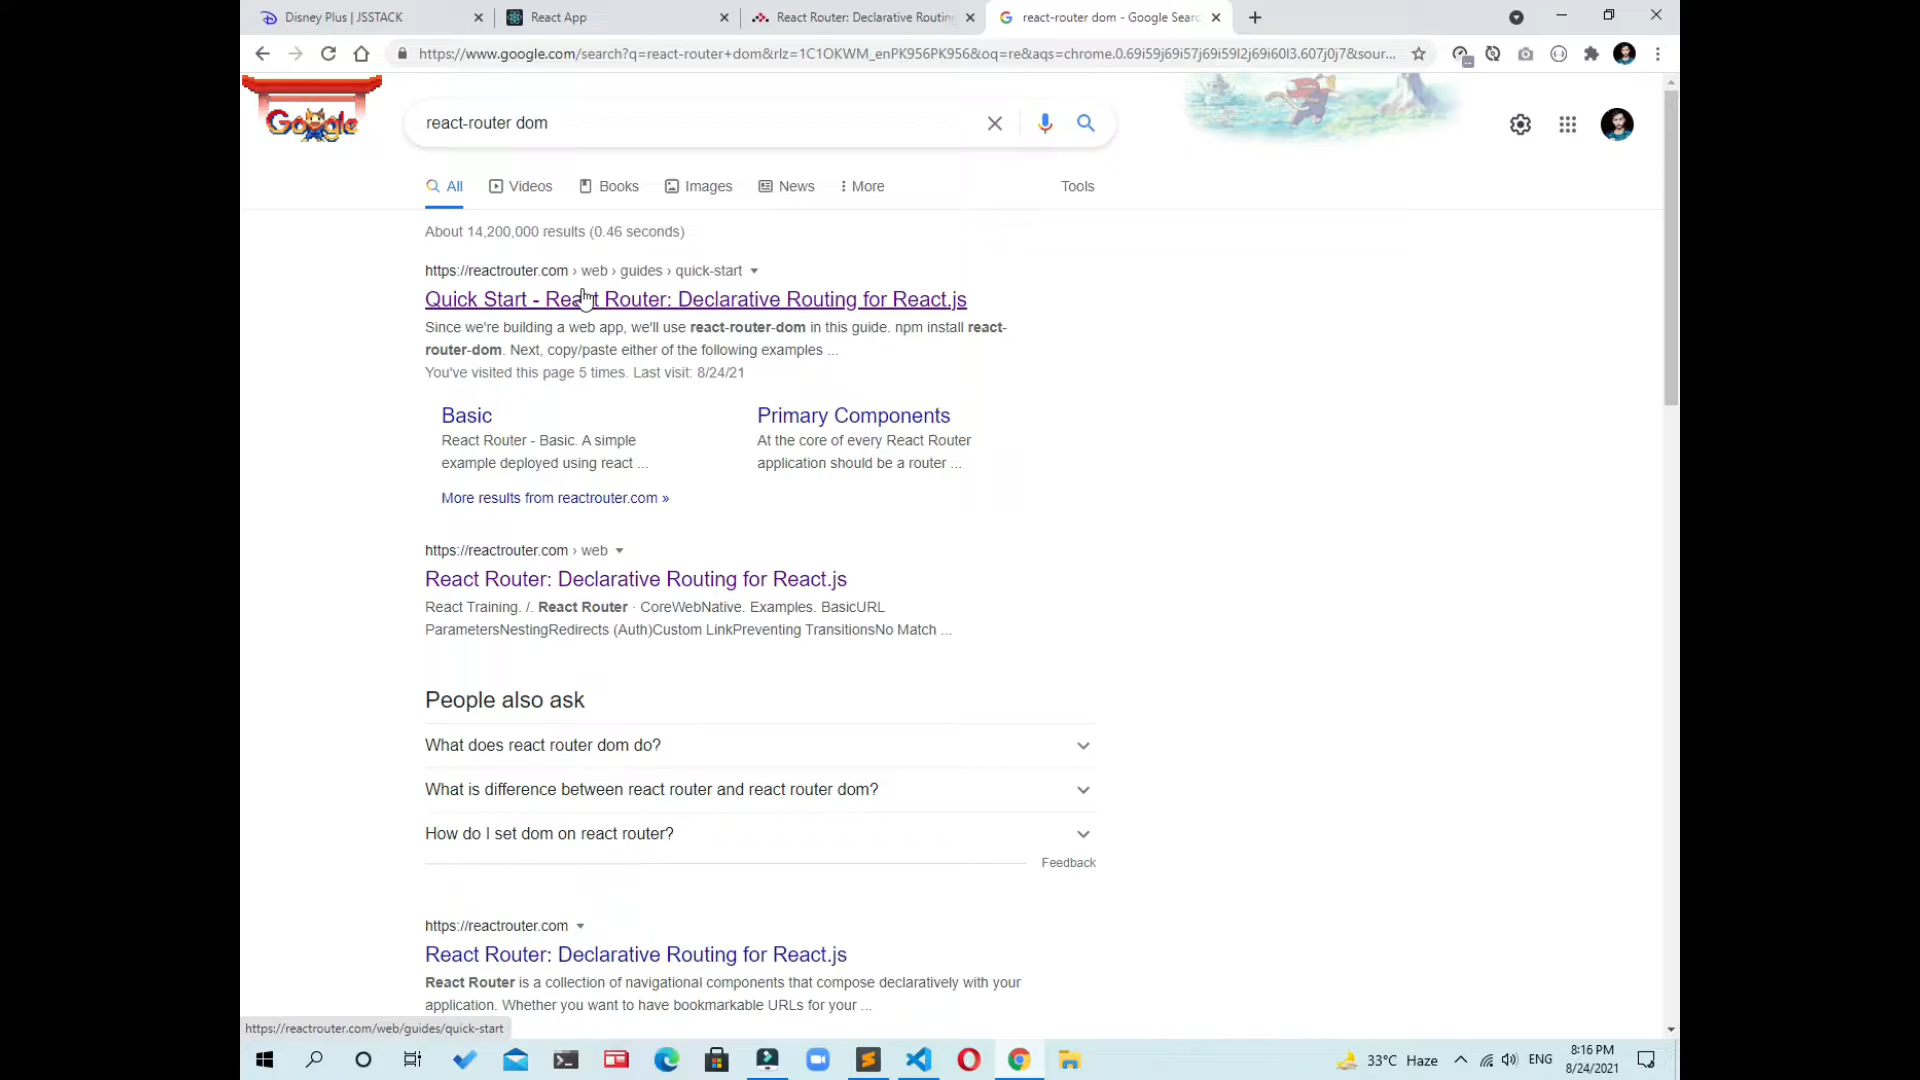 Disney Plus | JSSTACK
React App
React Router: Declarative Routing
react-router dom - Google Searc
https://www.google.com/search?q=react-router+dom&rlz=1C1OKWM_enPK956PK956&oq=re&aqs=chrome.0.69i59j69i57j69i59l2j69i60l3.607j0j7&sour...
Google
react-router dom
All
Videos
Books
Images
News
More
Tools
About 14,200,000 results (0.46 seconds)
https://reactrouter.com › web › guides › quick-start
Quick Start - React Router: Declarative Routing for React.js
Since we're building a web app, we'll use react-router-dom in this guide. npm install react-
router-dom. Next, copy/paste either of the following examples ...
You've visited this page 5 times. Last visit: 8/24/21
Basic
React Router - Basic. A simple
example deployed using react ...
Primary Components
At the core of every React Router
application should be a router ...
More results from reactrouter.com »
https://reactrouter.com › web
React Router: Declarative Routing for React.js
React Training. /. React Router · CoreWebNative. Examples. BasicURL
ParametersNestingRedirects (Auth)Custom LinkPreventing TransitionsNo Match ...
People also ask
What does react router dom do?
What is difference between react router and react router dom?
How do I set dom on react router?
Feedback
https://reactrouter.com
React Router: Declarative Routing for React.js
React Router is a collection of navigational components that compose declaratively with your
application. Whether you want to have bookmarkable URLs for your ...
https://reactrouter.com/web/guides/quick-start
33°C Haze
ENG
8:16 PM
8/24/2021